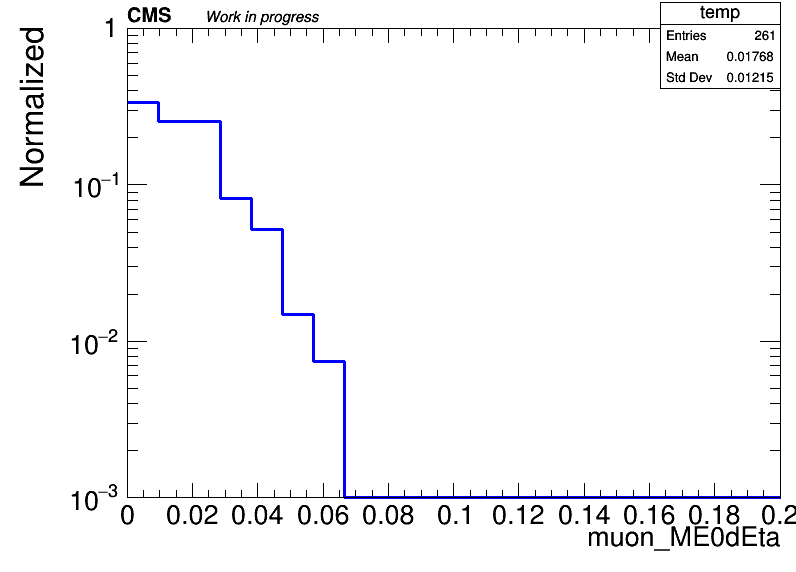 CMS Work in progress
temp
Entries 261
Mean 0.01768
Std Dev 0.01215
Normalized
1
10⁻¹
10⁻²
10⁻³
0 0.02 0.04 0.06 0.08 0.1 0.12 0.14 0.16 0.18 0.2
muon_ME0dEta